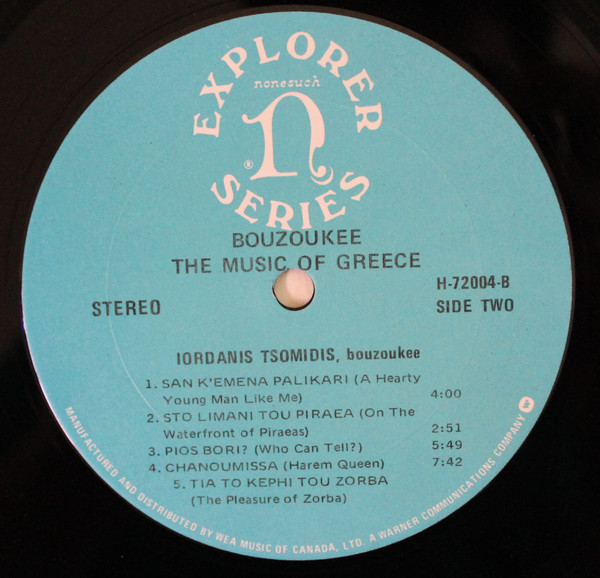 EXPLORER
nonesuch
n
®
SERIES
BOUZOUKEE
THE MUSIC OF GREECE
STEREO
H-72004-B
SIDE TWO
IORDANIS TSOMIDIS, bouzoukee
1. SAN K'EMENA PALIKARI (A Hearty
Young Man Like Me) 4:00
2. STO LIMANI TOU PIRAEA (On The
Waterfront of Piraeas) 2:51
3. PIOS BORI? (Who Can Tell?) 5:49
4. CHANOUMISSA (Harem Queen) 7:42
5. TIA TO KEPHI TOU ZORBA
(The Pleasure of Zorba)
MANUFACTURED AND DISTRIBUTED BY WEA MUSIC OF CANADA, LTD. A WARNER COMMUNICATIONS COMPANY